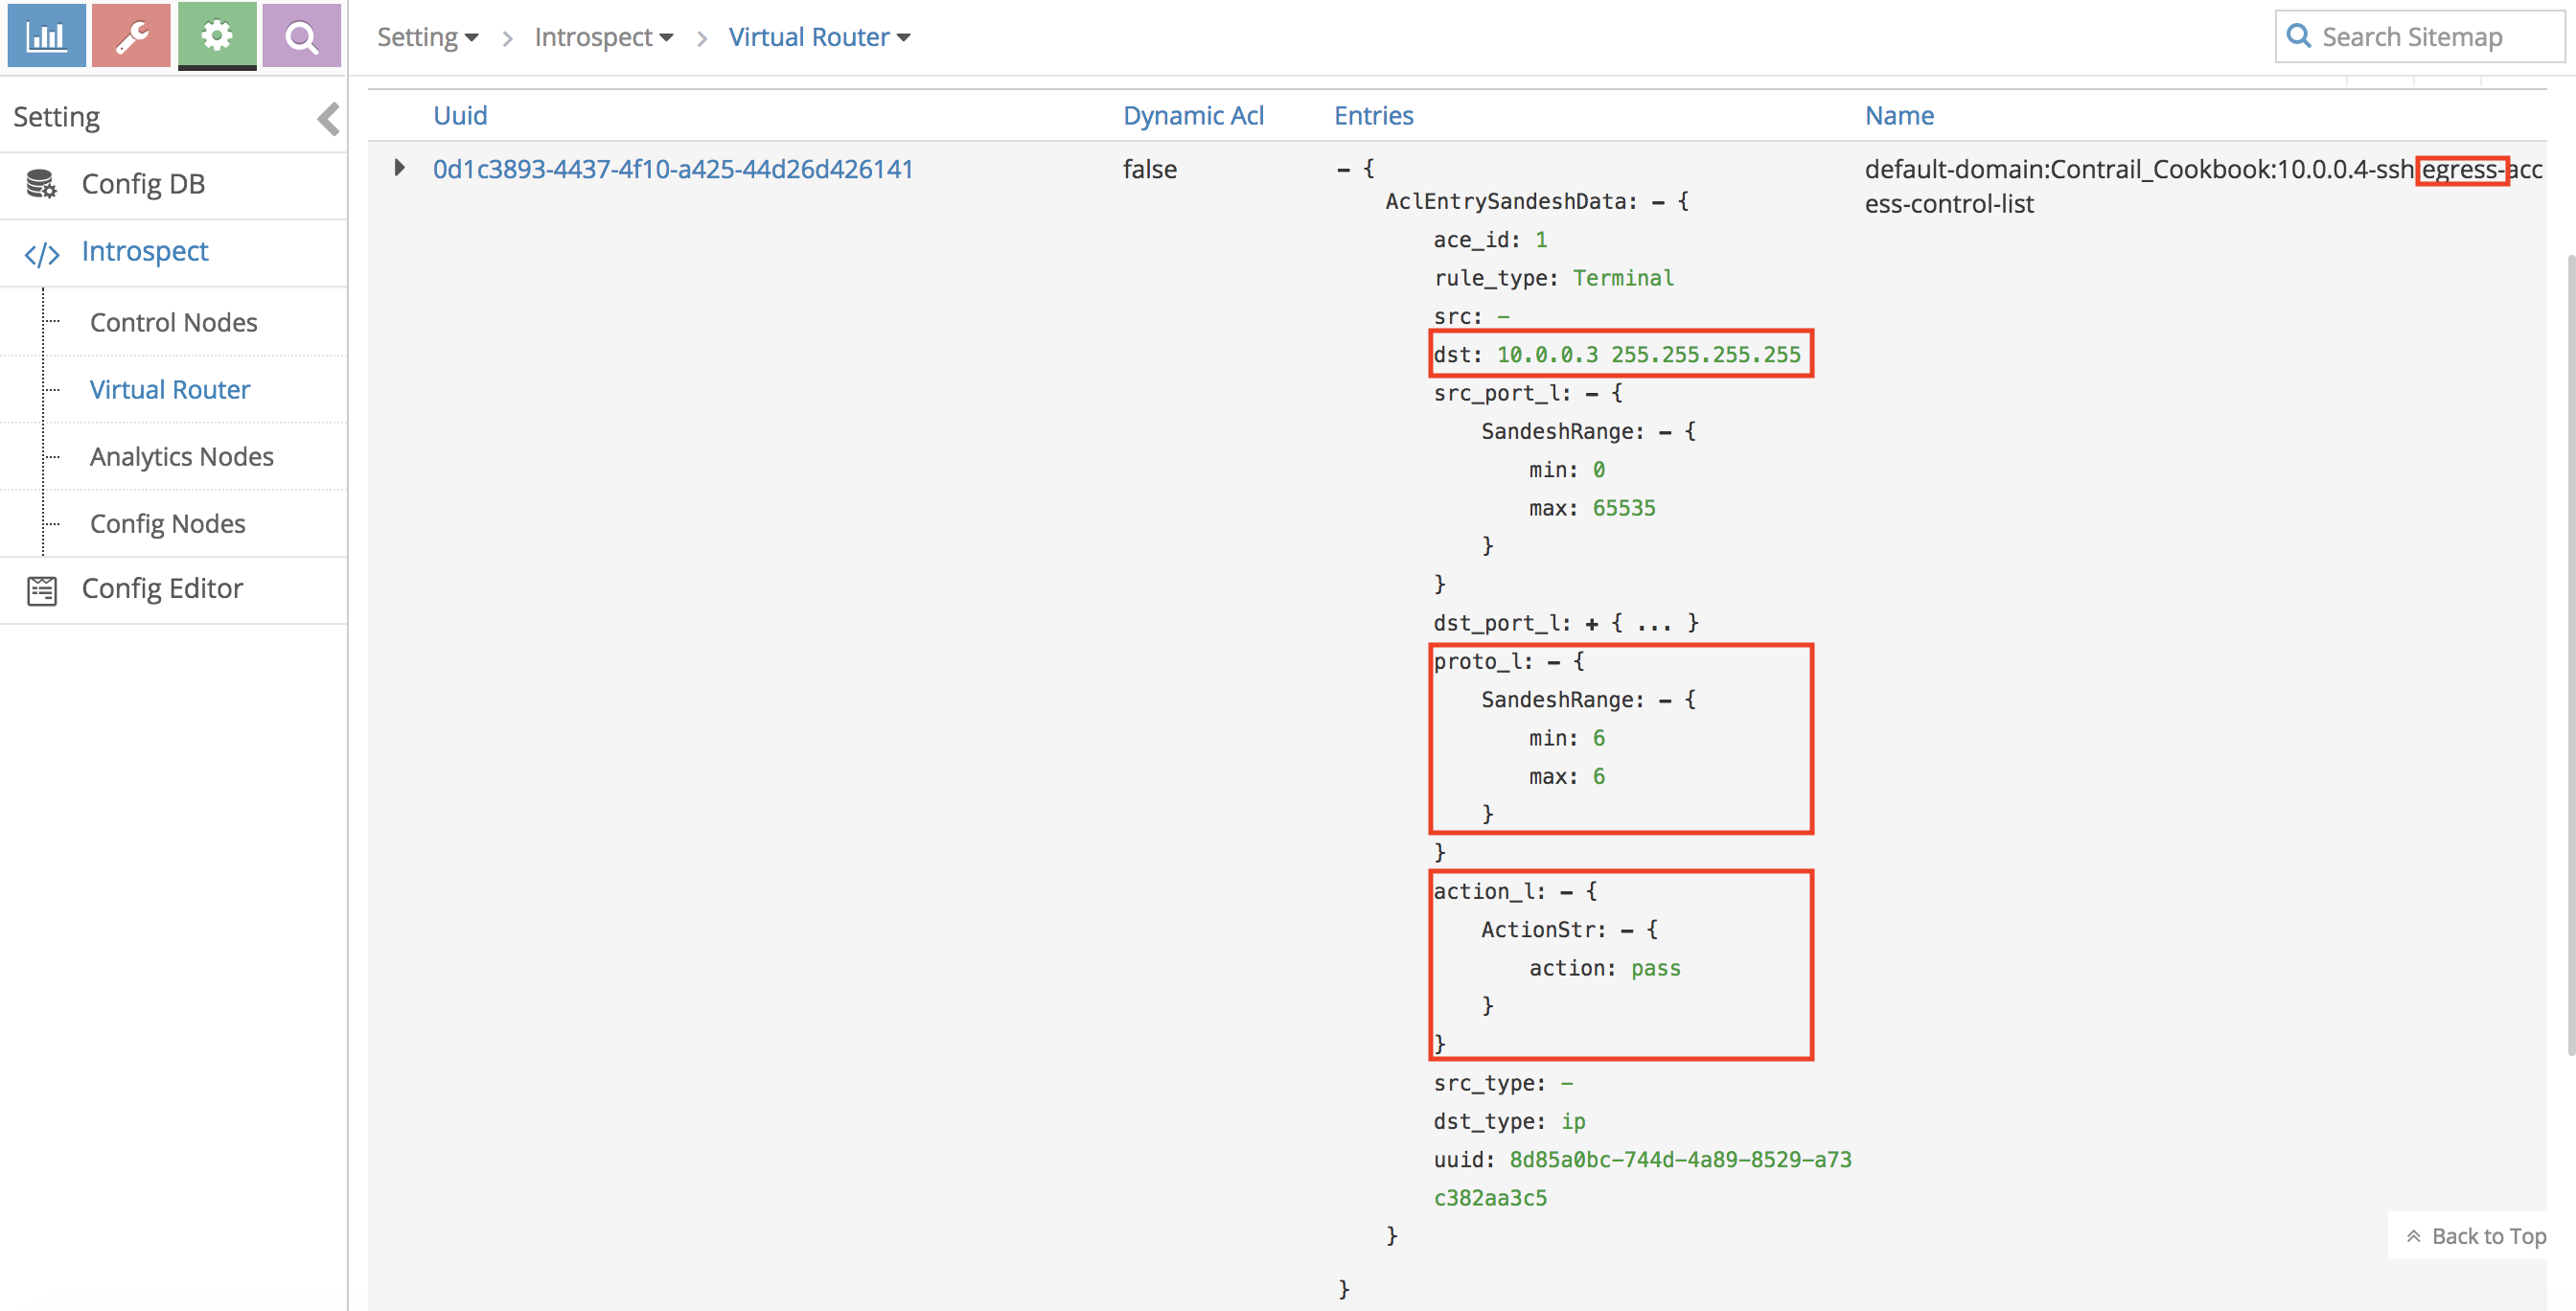 Setting > Introspect > Virtual Router
Search Sitemap
Setting
Config DB
Introspect
Control Nodes
Virtual Router
Analytics Nodes
Config Nodes
Config Editor
Uuid Dynamic Acl Entries Name
0d1c3893-4437-4f10-a425-44d26d426141 false – { default-domain:Contrail_Cookbook:10.0.0.4-ssh egress-acc
ess-control-list
AclEntrySandeshData: – {
ace_id: 1
rule_type: Terminal
src: –
dst: 10.0.0.3 255.255.255.255
src_port_l: – {
SandeshRange: – {
min: 0
max: 65535
}
}
dst_port_l: + { ... }
proto_l: – {
SandeshRange: – {
min: 6
max: 6
}
}
action_l: – {
ActionStr: – {
action: pass
}
}
src_type: –
dst_type: ip
uuid: 8d85a0bc-744d-4a89-8529-a73
c382aa3c5
}
}
Back to Top